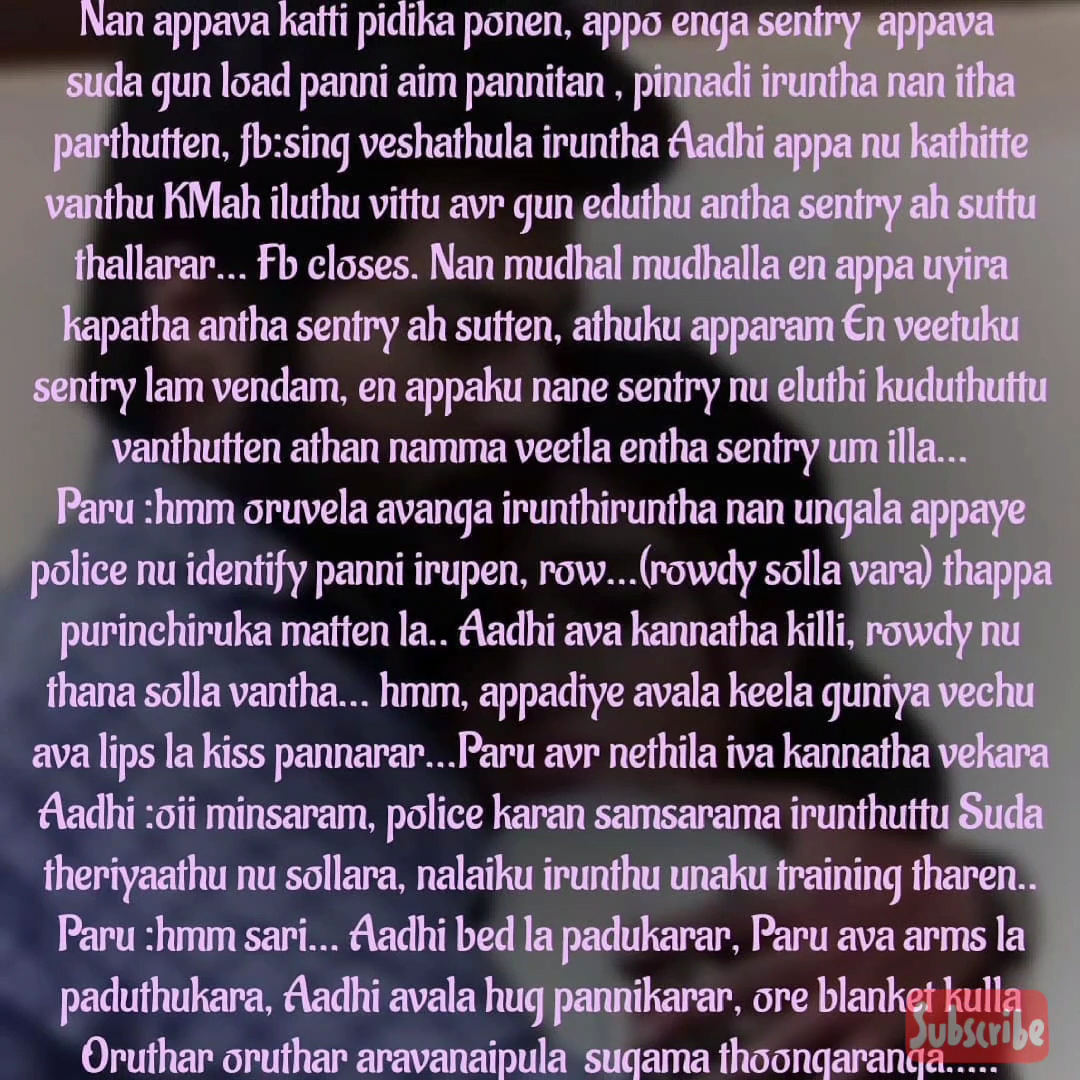 Nan appava katti pidika ponen, appo enga sentry appava
suda gun load panni aim pannitan , pinnadi iruntha nan itha
parthutten, fb:sing veshathula iruntha Aadhi appa nu kathitte
vanthu KMah iluthu vittu avr gun eduthu antha sentry ah suttu
thallarar... Fb closes. Nan mudhal mudhalla en appa uyira
kapatha antha sentry ah sutten, athuku apparam En veetuku
sentry lam vendam, en appaku nane sentry nu eluthi kuduthuttu
vanthutten athan namma veetla entha sentry um illa...
Paru :hmm oruvela avanga irunthiruntha nan ungala appaye
police nu identify panni irupen, row...(rowdy solla vara) thappa
purinchiruka matten la.. Aadhi ava kannatha killi, rowdy nu
thana solla vantha... hmm, appadiye avala keela guniya vechu
ava lips la kiss pannarar...Paru avr nethila iva kannatha vekara
Aadhi :oii minsaram, police karan samsarama irunthuttu Suda
theriyaathu nu sollara, nalaiku irunthu unaku training tharen..
Paru :hmm sari... Aadhi bed la padukarar, Paru ava arms la
paduthukara, Aadhi avala hug pannikarar, ore blanket kulla
Oruthar oruthar aravanaipula sugama thoongaranga.....
Subscribe